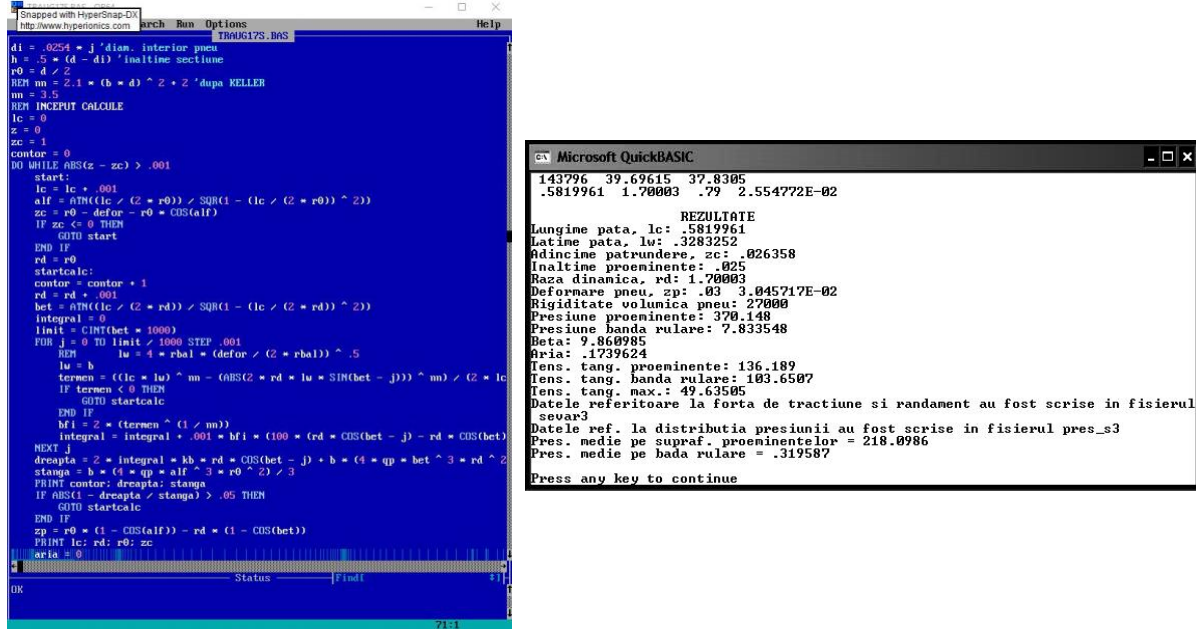 TRAUG17S.BAS - QB64
Snapped with HyperSnap-DX
http://www.hyperionics.com
arch Run Options Help
TRAUG17S.BAS
di = .0254 * j 'diam. interior pneu
h = .5 * (d - di) 'inaltime sectiune
r0 = d / 2
REM nn = 2.1 * (b * d) ^ 2 + 2 'dupa KELLER
nn = 3.5
REM INCEPUT CALCULE
lc = 0
z = 0
zc = 1
contor = 0
DO WHILE ABS(z - zc) > .001
start:
lc = lc + .001
alf = ATN((lc / (2 * r0)) / SQR(1 - (lc / (2 * r0)) ^ 2))
zc = r0 - defor - r0 * COS(alf)
IF zc <= 0 THEN
GOTO start
END IF
rd = r0
startcalc:
contor = contor + 1
rd = rd + .001
bet = ATN((lc / (2 * rd)) / SQR(1 - (lc / (2 * rd)) ^ 2))
integral = 0
limit = CINT(bet * 1000)
FOR j = 0 TO limit / 1000 STEP .001
REM lw = 4 * rbal * (defor / (2 * rbal)) ^ .5
lw = b
termen = ((lc * lw) ^ nn - (ABS(2 * rd * lw * SIN(bet - j))) ^ nn) / (2 * lc
IF termen < 0 THEN
GOTO startcalc
END IF
bfi = 2 * (termen ^ (1 / nn))
integral = integral + .001 * bfi * (100 * (rd * COS(bet - j) - rd * COS(bet)
NEXT j
dreapta = 2 * integral * kb * rd * COS(bet - j) + b * (4 * qp * bet ^ 3 * rd ^ 2
stanga = b * (4 * qp * alf ^ 3 * r0 ^ 2) / 3
PRINT contor; dreapta; stanga
IF ABS(1 - dreapta / stanga) > .05 THEN
GOTO startcalc
END IF
zp = r0 * (1 - COS(alf)) - rd * (1 - COS(bet))
PRINT lc; rd; r0; zc
aria = 0
Status Find[
OK
71:1
Microsoft QuickBASIC
143796 39.69615 37.8305
.5819961 1.70003 .79 2.554772E-02
REZULTATE
Lungime pata, lc: .5819961
Latime pata, lw: .3283252
Adincime patrundere, zc: .026358
Inaltime proeminente: .025
Raza dinamica, rd: 1.70003
Deformare pneu, zp: .03 3.045717E-02
Rigiditate volumica pneu: 27000
Presiune proeminente: 370.148
Presiune banda rulare: 7.833548
Beta: 9.860985
Aria: .1739624
Tens. tang. proeminente: 136.189
Tens. tang. banda rulare: 103.6507
Tens. tang. max.: 49.63505
Datele referitoare la forta de tractiune si randament au fost scrise in fisierul
sevar3
Datele ref. la distributia presiunii au fost scrise in fisierul pres_s3
Pres. medie pe supraf. proeminentelor = 218.0986
Pres. medie pe bada rulare = .319587
Press any key to continue